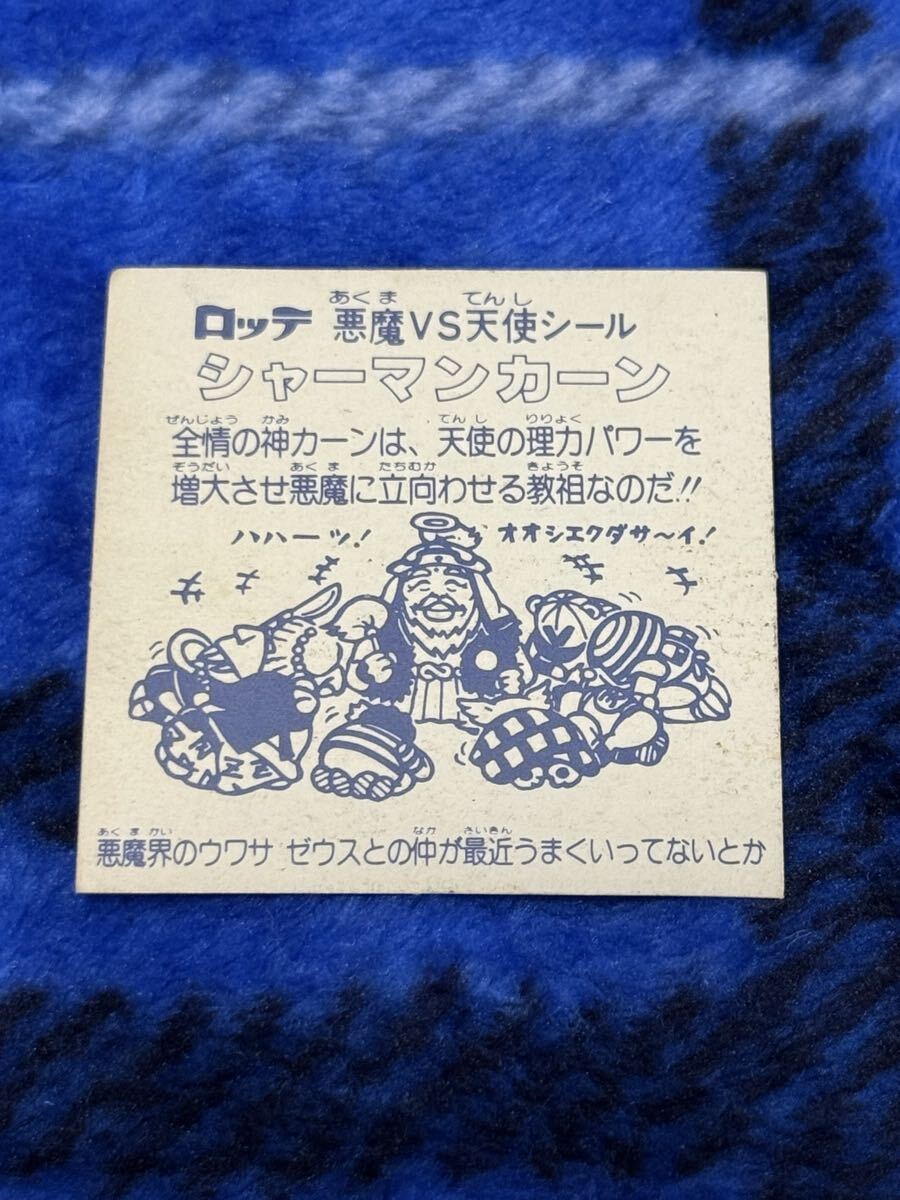 あくま てんし
ロッテ 悪魔VS天使シール
シャーマンカーン
ぜんじょう かみ てんし りりょく
全情の神カーンは、天使の理力パワーを
ぞうだい あくま たちむか きょうそ
増大させ悪魔に立向わせる教祖なのだ!!
ハハーッ! オオシエクダサ〜イ!
あくまかい なか さいきん
悪魔界のウワサ ゼウスとの仲が最近うまくいってないとか